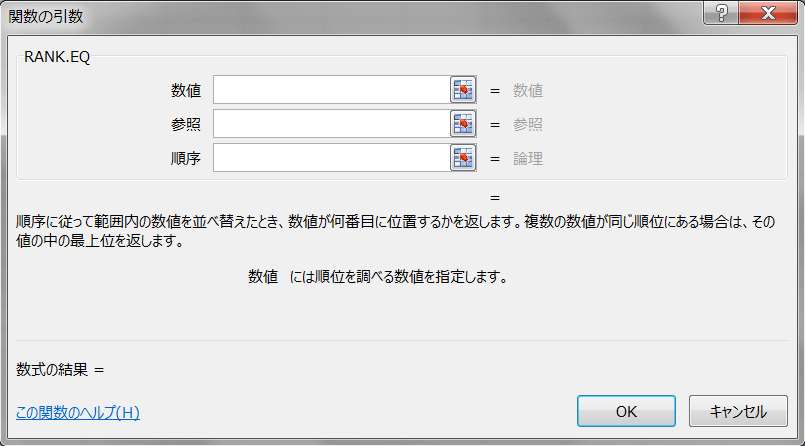 関数の引数
RANK.EQ
数値 = 数値
参照 = 参照
順序 = 論理
=
順序に従って範囲内の数値を並べ替えたとき、数値が何番目に位置するかを返します。複数の数値が同じ順位にある場合は、その
値の中の最上位を返します。
数値 には順位を調べる数値を指定します。
数式の結果 =
この関数のヘルプ(H)
OK キャンセル